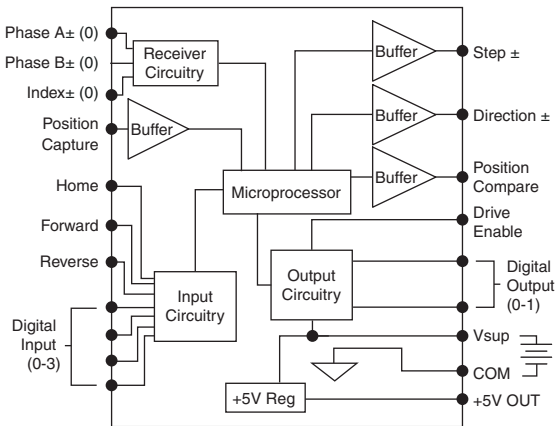 Phase A± (0)
Phase B± (0)
Index± (0)
Position
Capture
Home
Forward
Reverse
Digital
Input
(0-3)
Receiver
Circuitry
Buffer
Microprocessor
Input
Circuitry
Output
Circuitry
+5V Reg
Buffer
Buffer
Buffer
Step ±
Direction ±
Position
Compare
Drive
Enable
Digital
Output
(0-1)
Vsup
COM
+5V OUT